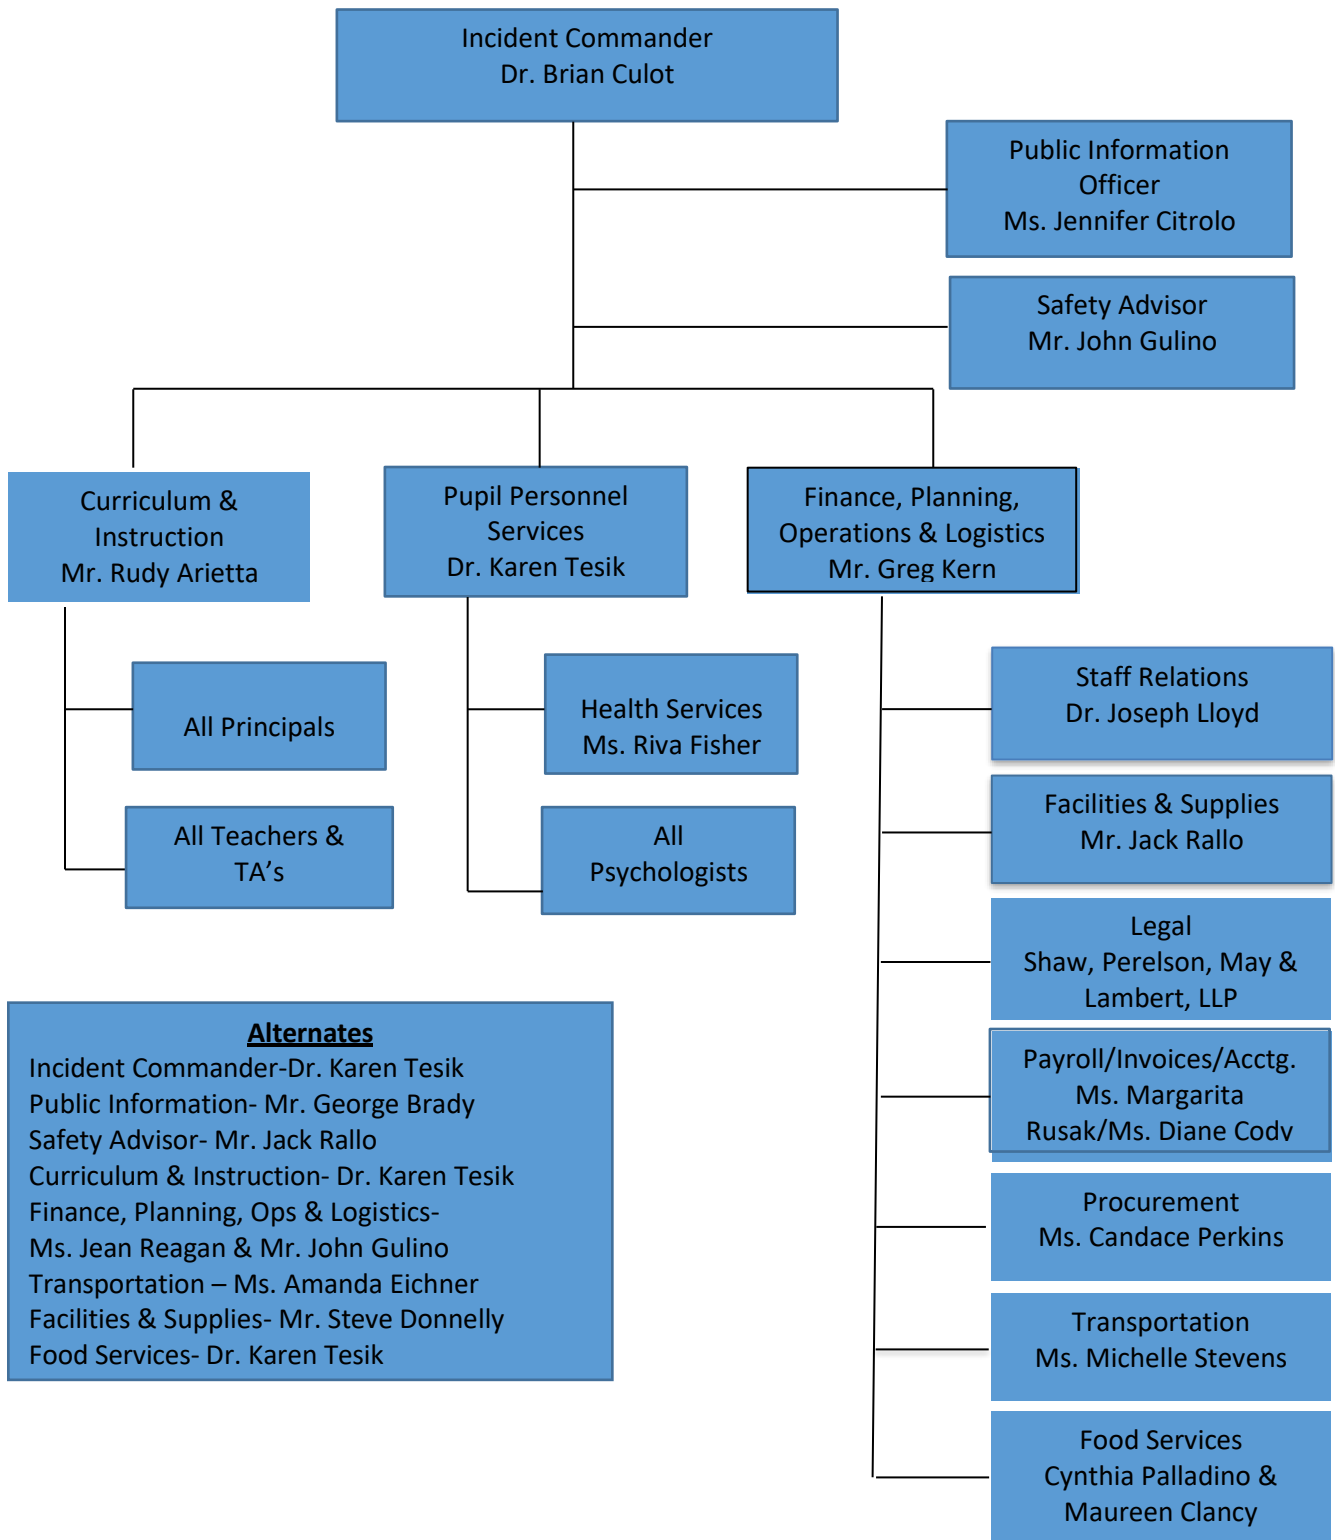 Incident Commander
Dr. Brian Culot
Public Information
Officer
Ms. Jennifer Citrolo
Safety Advisor
Mr. John Gulino
Curriculum &
Instruction
Mr. Rudy Arietta
Pupil Personnel
Services
Dr. Karen Tesik
Finance, Planning,
Operations & Logistics
Mr. Greg Kern
All Principals
All Teachers &
TA’s
Health Services
Ms. Riva Fisher
All
Psychologists
Staff Relations
Dr. Joseph Lloyd
Facilities & Supplies
Mr. Jack Rallo
Legal
Shaw, Perelson, May &
Lambert, LLP
Payroll/Invoices/Acctg.
Ms. Margarita
Rusak/Ms. Diane Cody
Procurement
Ms. Candace Perkins
Transportation
Ms. Michelle Stevens
Food Services
Cynthia Palladino &
Maureen Clancy
Alternates
Incident Commander-Dr. Karen Tesik
Public Information- Mr. George Brady
Safety Advisor- Mr. Jack Rallo
Curriculum & Instruction- Dr. Karen Tesik
Finance, Planning, Ops & Logistics-
Ms. Jean Reagan & Mr. John Gulino
Transportation – Ms. Amanda Eichner
Facilities & Supplies- Mr. Steve Donnelly
Food Services- Dr. Karen Tesik